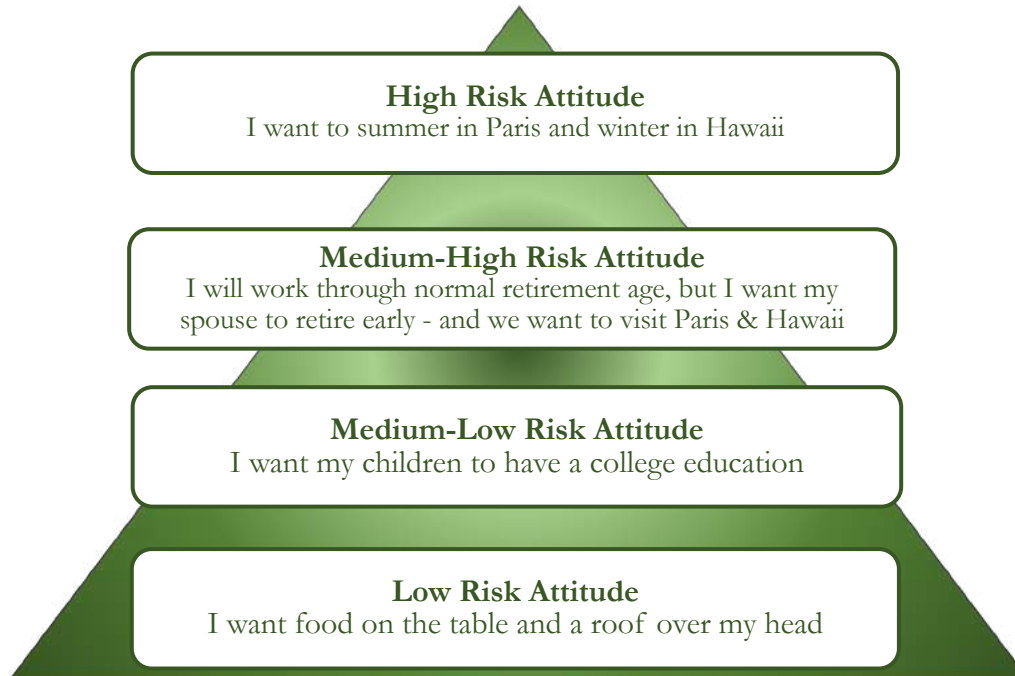 High Risk Attitude
I want to summer in Paris and winter in Hawaii
Medium-High Risk Attitude
I will work through normal retirement age, but I want my
spouse to retire early - and we want to visit Paris & Hawaii
Medium-Low Risk Attitude
I want my children to have a college education
Low Risk Attitude
I want food on the table and a roof over my head